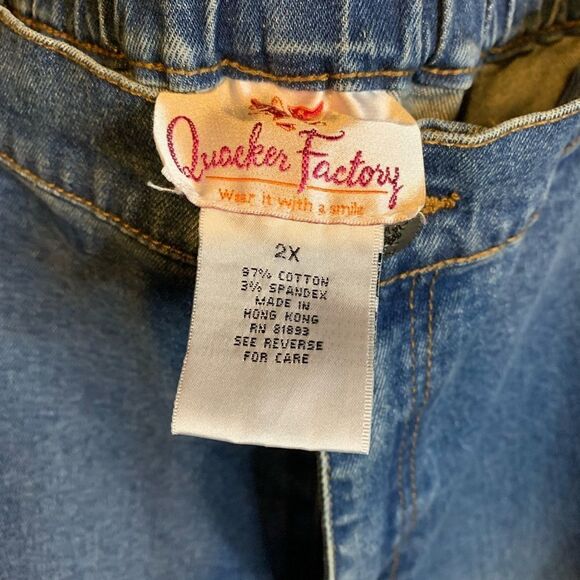 Quacker Factory
Wear it with a smile
2X
97% COTTON
3% SPANDEX
MADE IN
HONG KONG
RN 81893
SEE REVERSE
FOR CARE